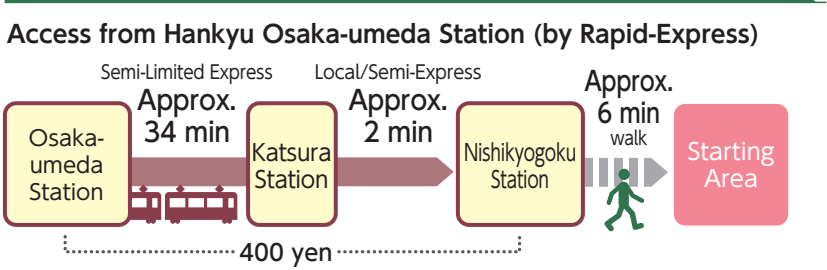 Access from Hankyu Osaka-umeda Station (by Rapid-Express)
Semi-Limited Express
Approx.
34 min
Local/Semi-Express
Approx.
2 min
Approx.
6 min
walk
Osaka-
umeda
Station
Katsura
Station
Nishikyogoku
Station
Starting
Area
400 yen